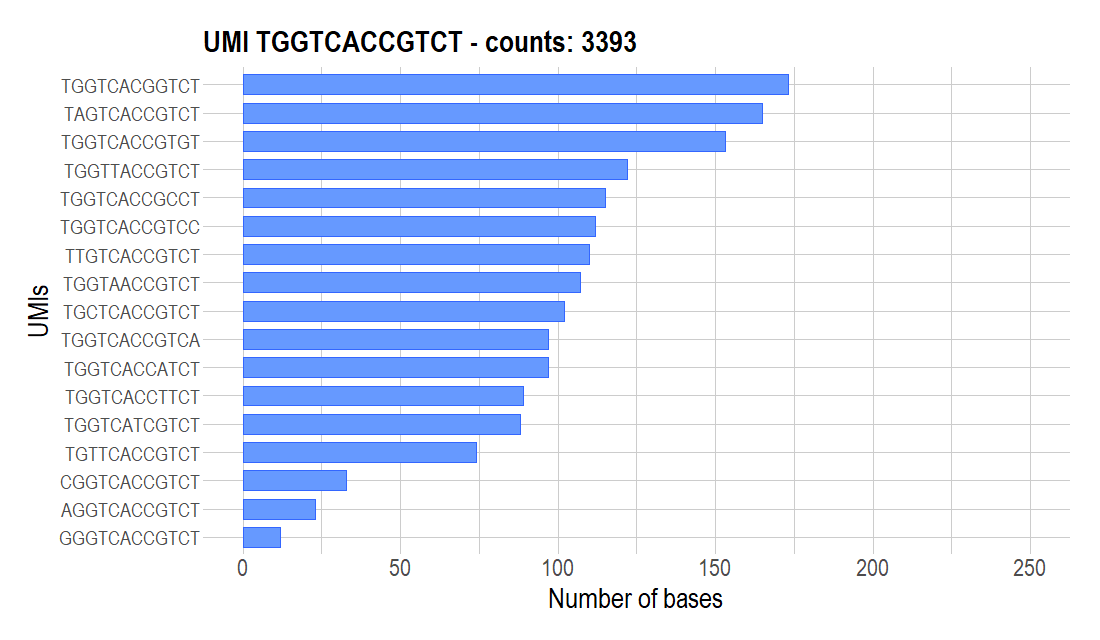 UMI TGGTCACCGTCT - counts: 3393
TGGTCACGGTCT
TAGTCACCGTCT
TGGTCACCGTGT
TGGTTACCGTCT
TGGTCACCGCCT
TGGTCACCGTCC
TTGTCACCGTCT
TGGTAACCGTCT
TGCTCACCGTCT
TGGTCACCGTCA
TGGTCACCATCT
TGGTCACCTTCT
TGGTCATCGTCT
TGTTCACCGTCT
CGGTCACCGTCT
AGGTCACCGTCT
GGGTCACCGTCT
UMIs
0 50 100 150 200 250
Number of bases